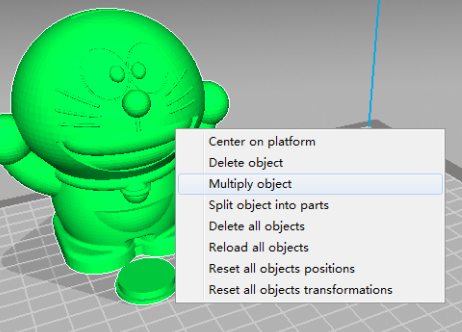 Center on platform
Delete object
Multiply object
Split object into parts
Delete all objects
Reload all objects
Reset all objects positions
Reset all objects transformations